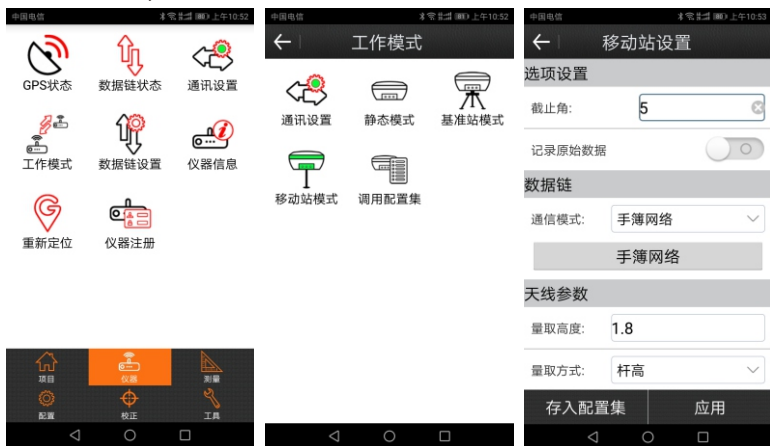 中国电信 上午10:52
GPS状态 数据链状态 通讯设置
工作模式 数据链设置 仪器信息
重新定位 仪器注册
项目 仪器 测量
配置 校正 工具
中国电信 上午10:52
工作模式
通讯设置 静态模式 基准站模式
移动站模式 调用配置集
中国电信 上午10:53
移动站设置
选项设置
截止角: 5
记录原始数据
数据链
通信模式: 手簿网络
手簿网络
天线参数
量取高度: 1.8
量取方式: 杆高
存入配置集 应用